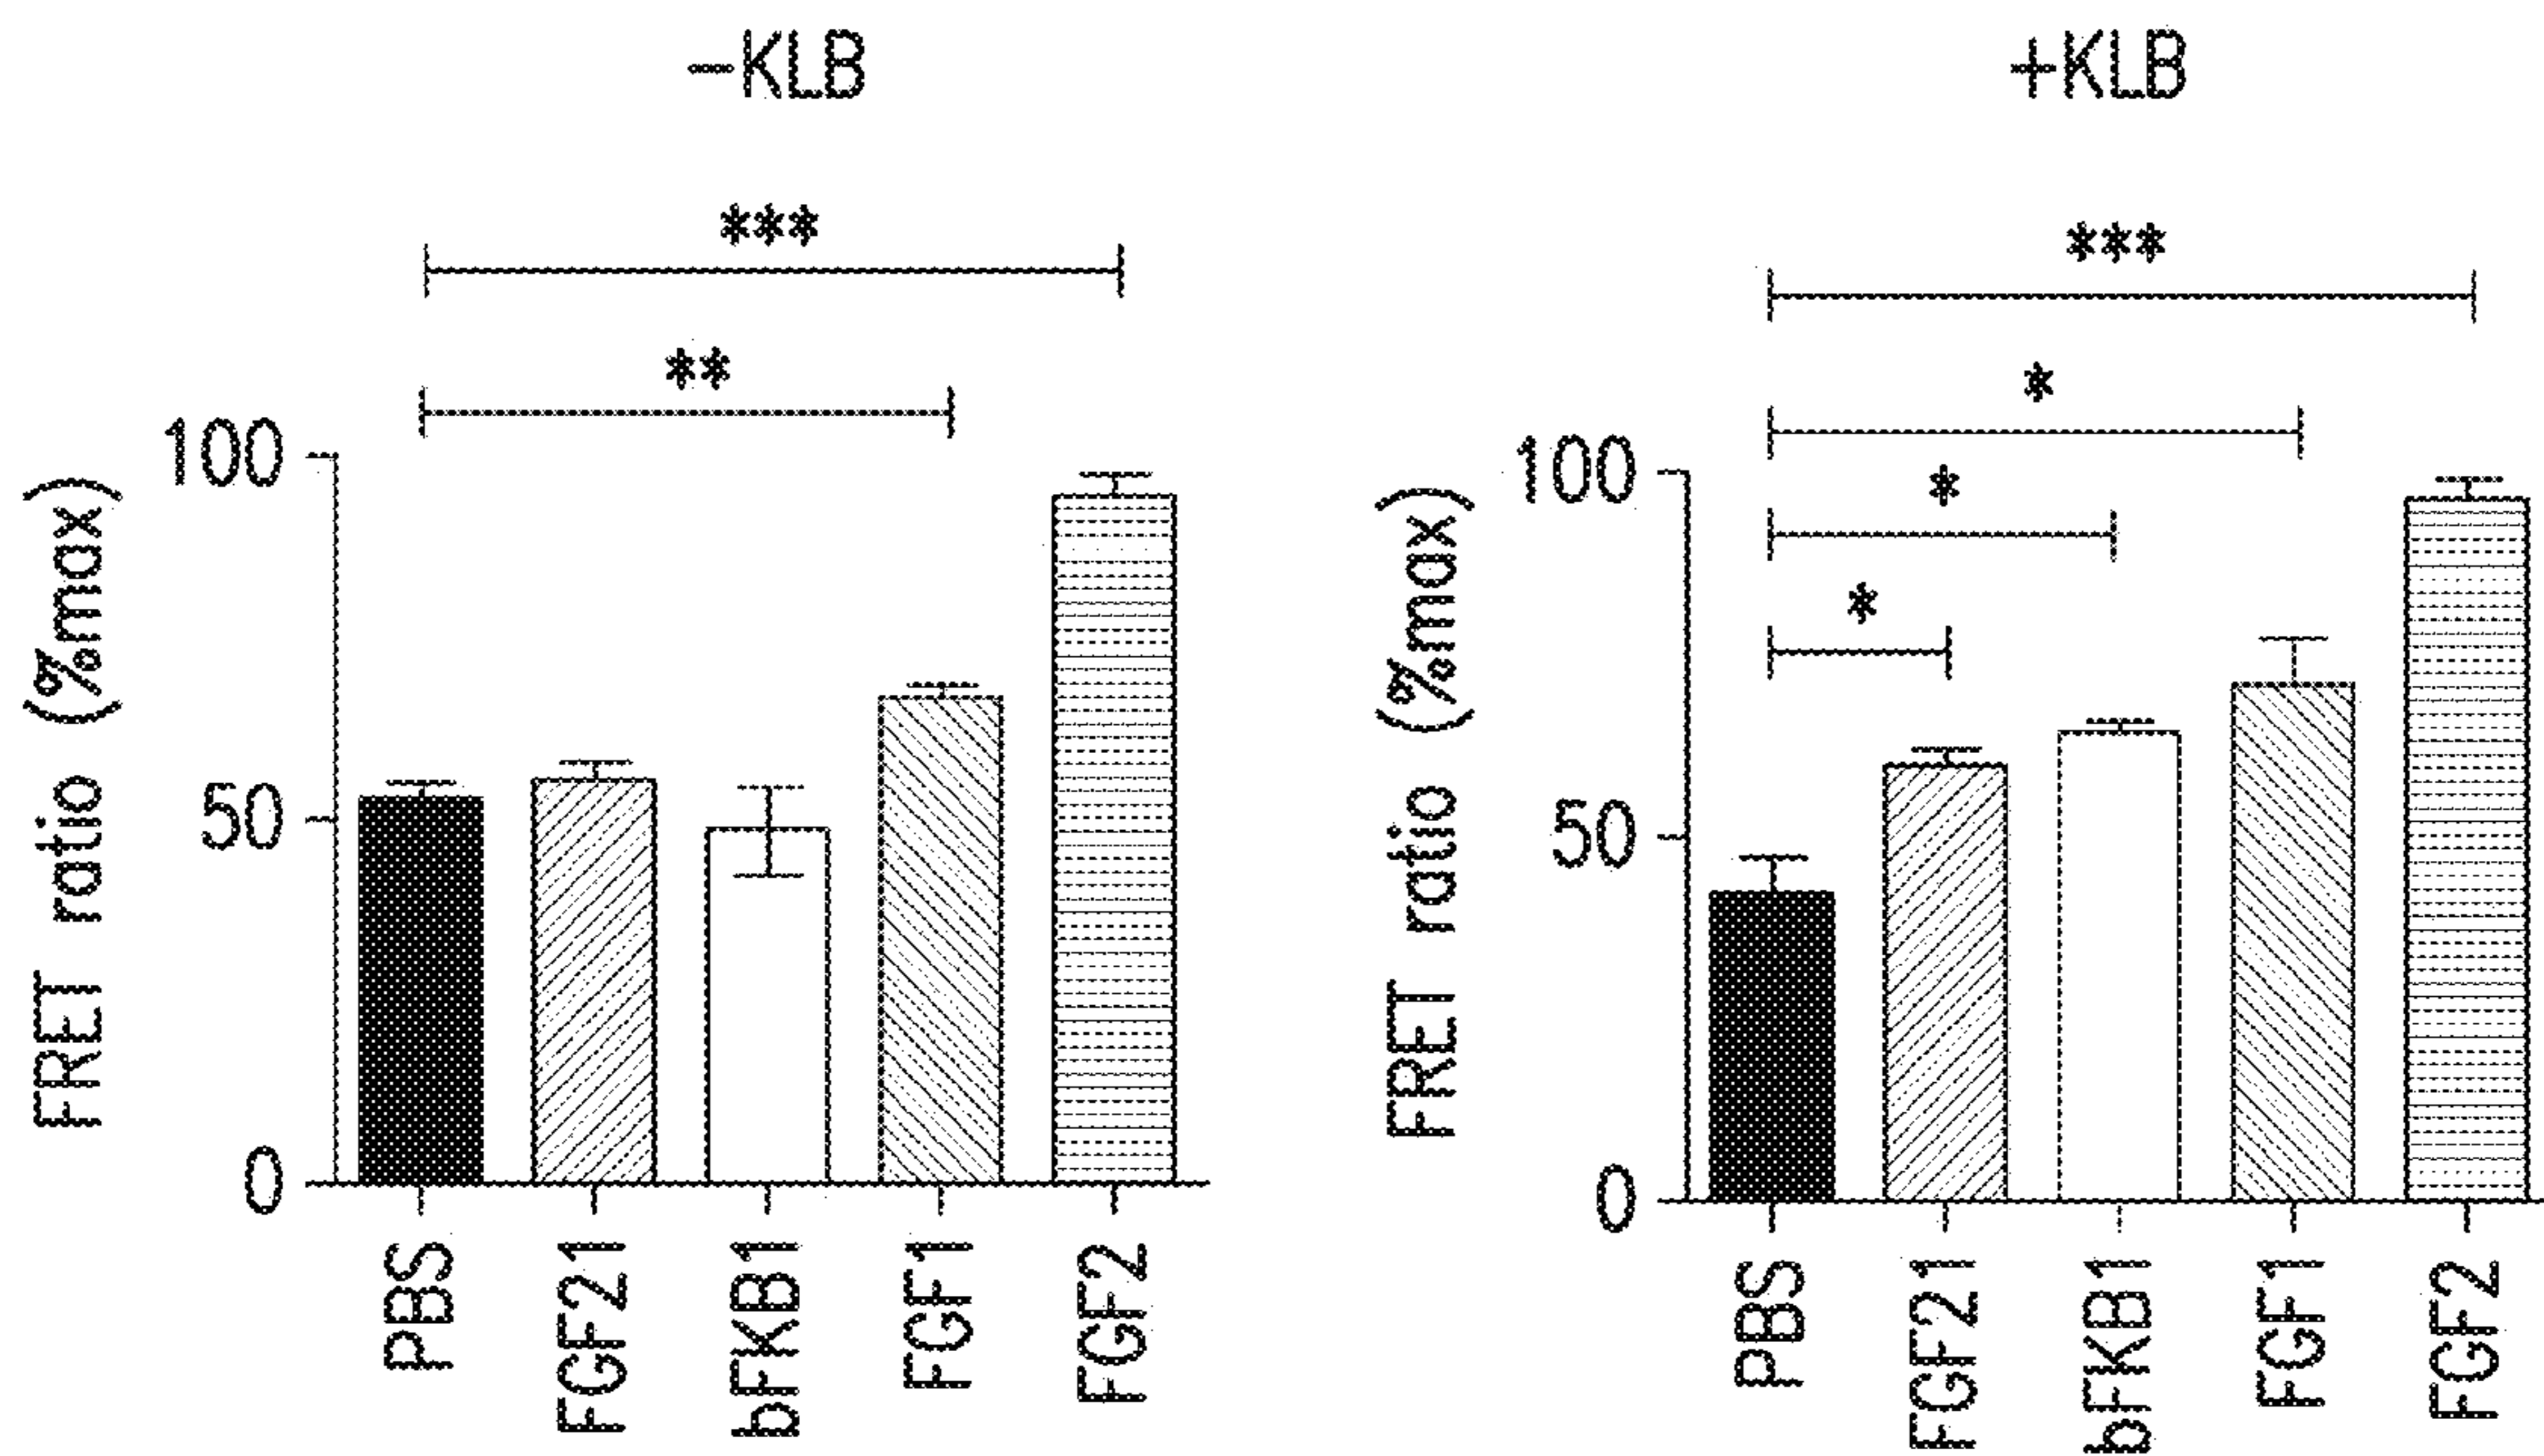 -KLB
***
**
100
50
0
FRET ratio (%max)
PBS
FGF21
bFKB1
FGF1
FGF2
+KLB
***
*
*
*
100
50
0
FRET ratio (%max)
PBS
FGF21
bFKB1
FGF1
FGF2